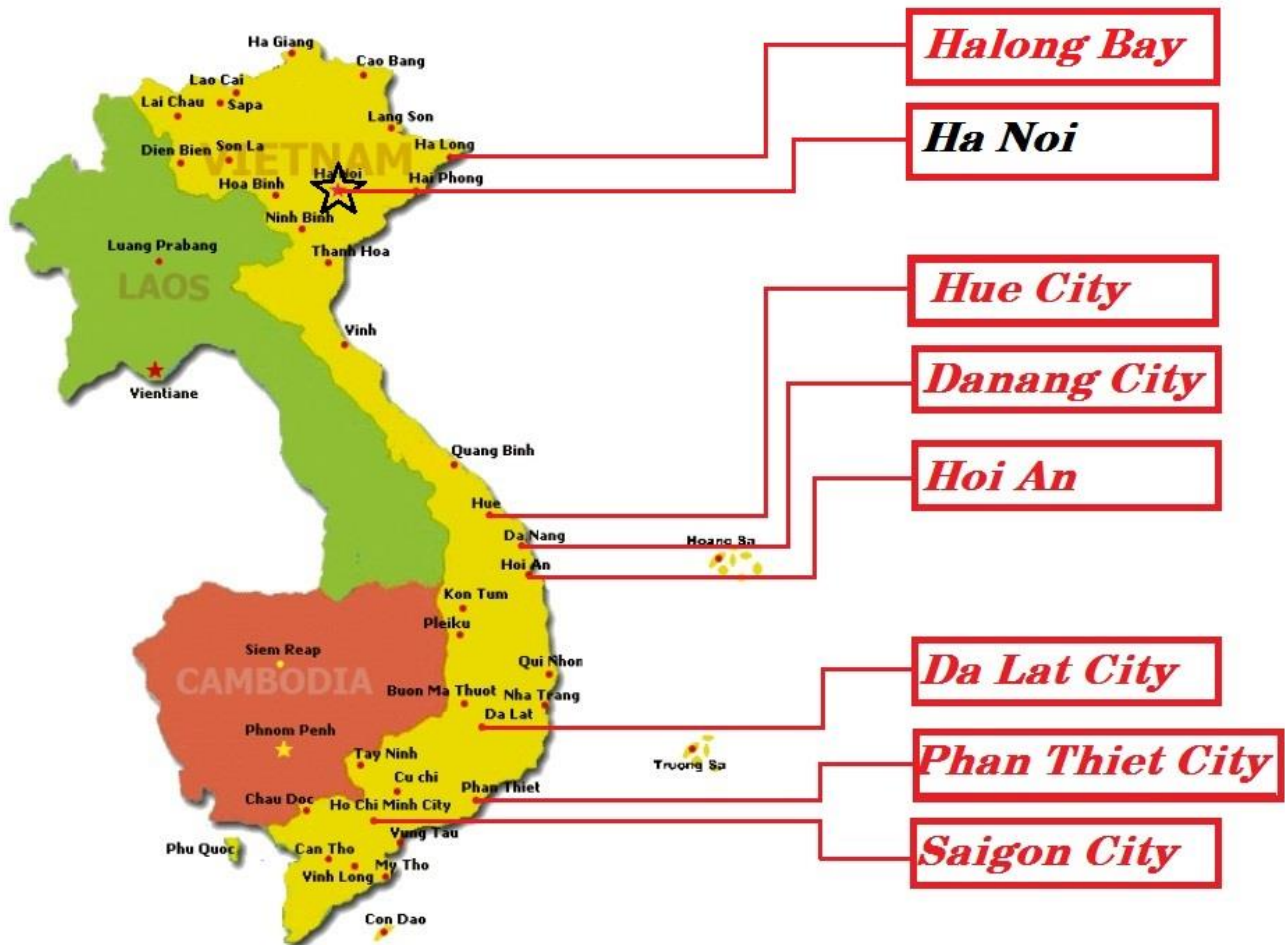 Ha Giang
Cao Bang
Lao Cai
Lai Chau
Sapa
Lang Son
Dien Bien
Son La
VIETNAM
Ha Long
Ha Noi
Hoa Binh
Hai Phong
Ninh Binh
Luang Prabang
Thanh Hoa
LAOS
Vinh
Vientiane
Quang Binh
Hue
Da Nang
Hoang Sa
Hoi An
Kon Tum
Pleiku
Siem Reap
Qui Nhon
CAMBODIA
Buon Ma Thuot
Nha Trang
Da Lat
Phnom Penh
Tay Ninh
Truong Sa
Cu chi
Phan Thiet
Chau Doc
Ho Chi Minh City
Vung Tau
Phu Quoc
Can Tho
My Tho
Vinh Long
Con Dao
Halong Bay
Ha Noi
Hue City
Danang City
Hoi An
Da Lat City
Phan Thiet City
Saigon City